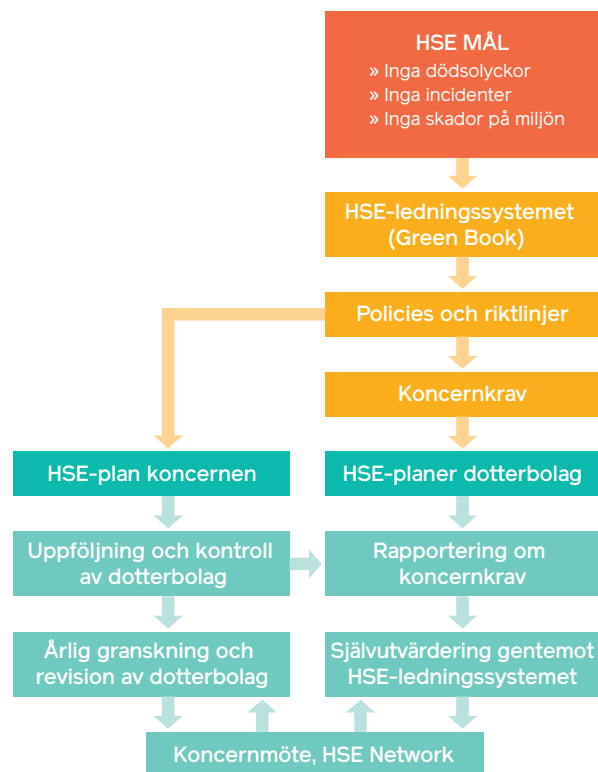 HSE MÅL
» Inga dödsolyckor
» Inga incidenter
» Inga skador på miljön
HSE-ledningssystemet
(Green Book)
Policies och riktlinjer
Koncernkrav
HSE-plan koncernen
HSE-planer dotterbolag
Uppföljning och kontroll
av dotterbolag
Rapportering om
koncernkrav
Årlig granskning och
revision av dotterbolag
Självutvärdering gentemot
HSE-ledningssystemet
Koncernmöte, HSE Network